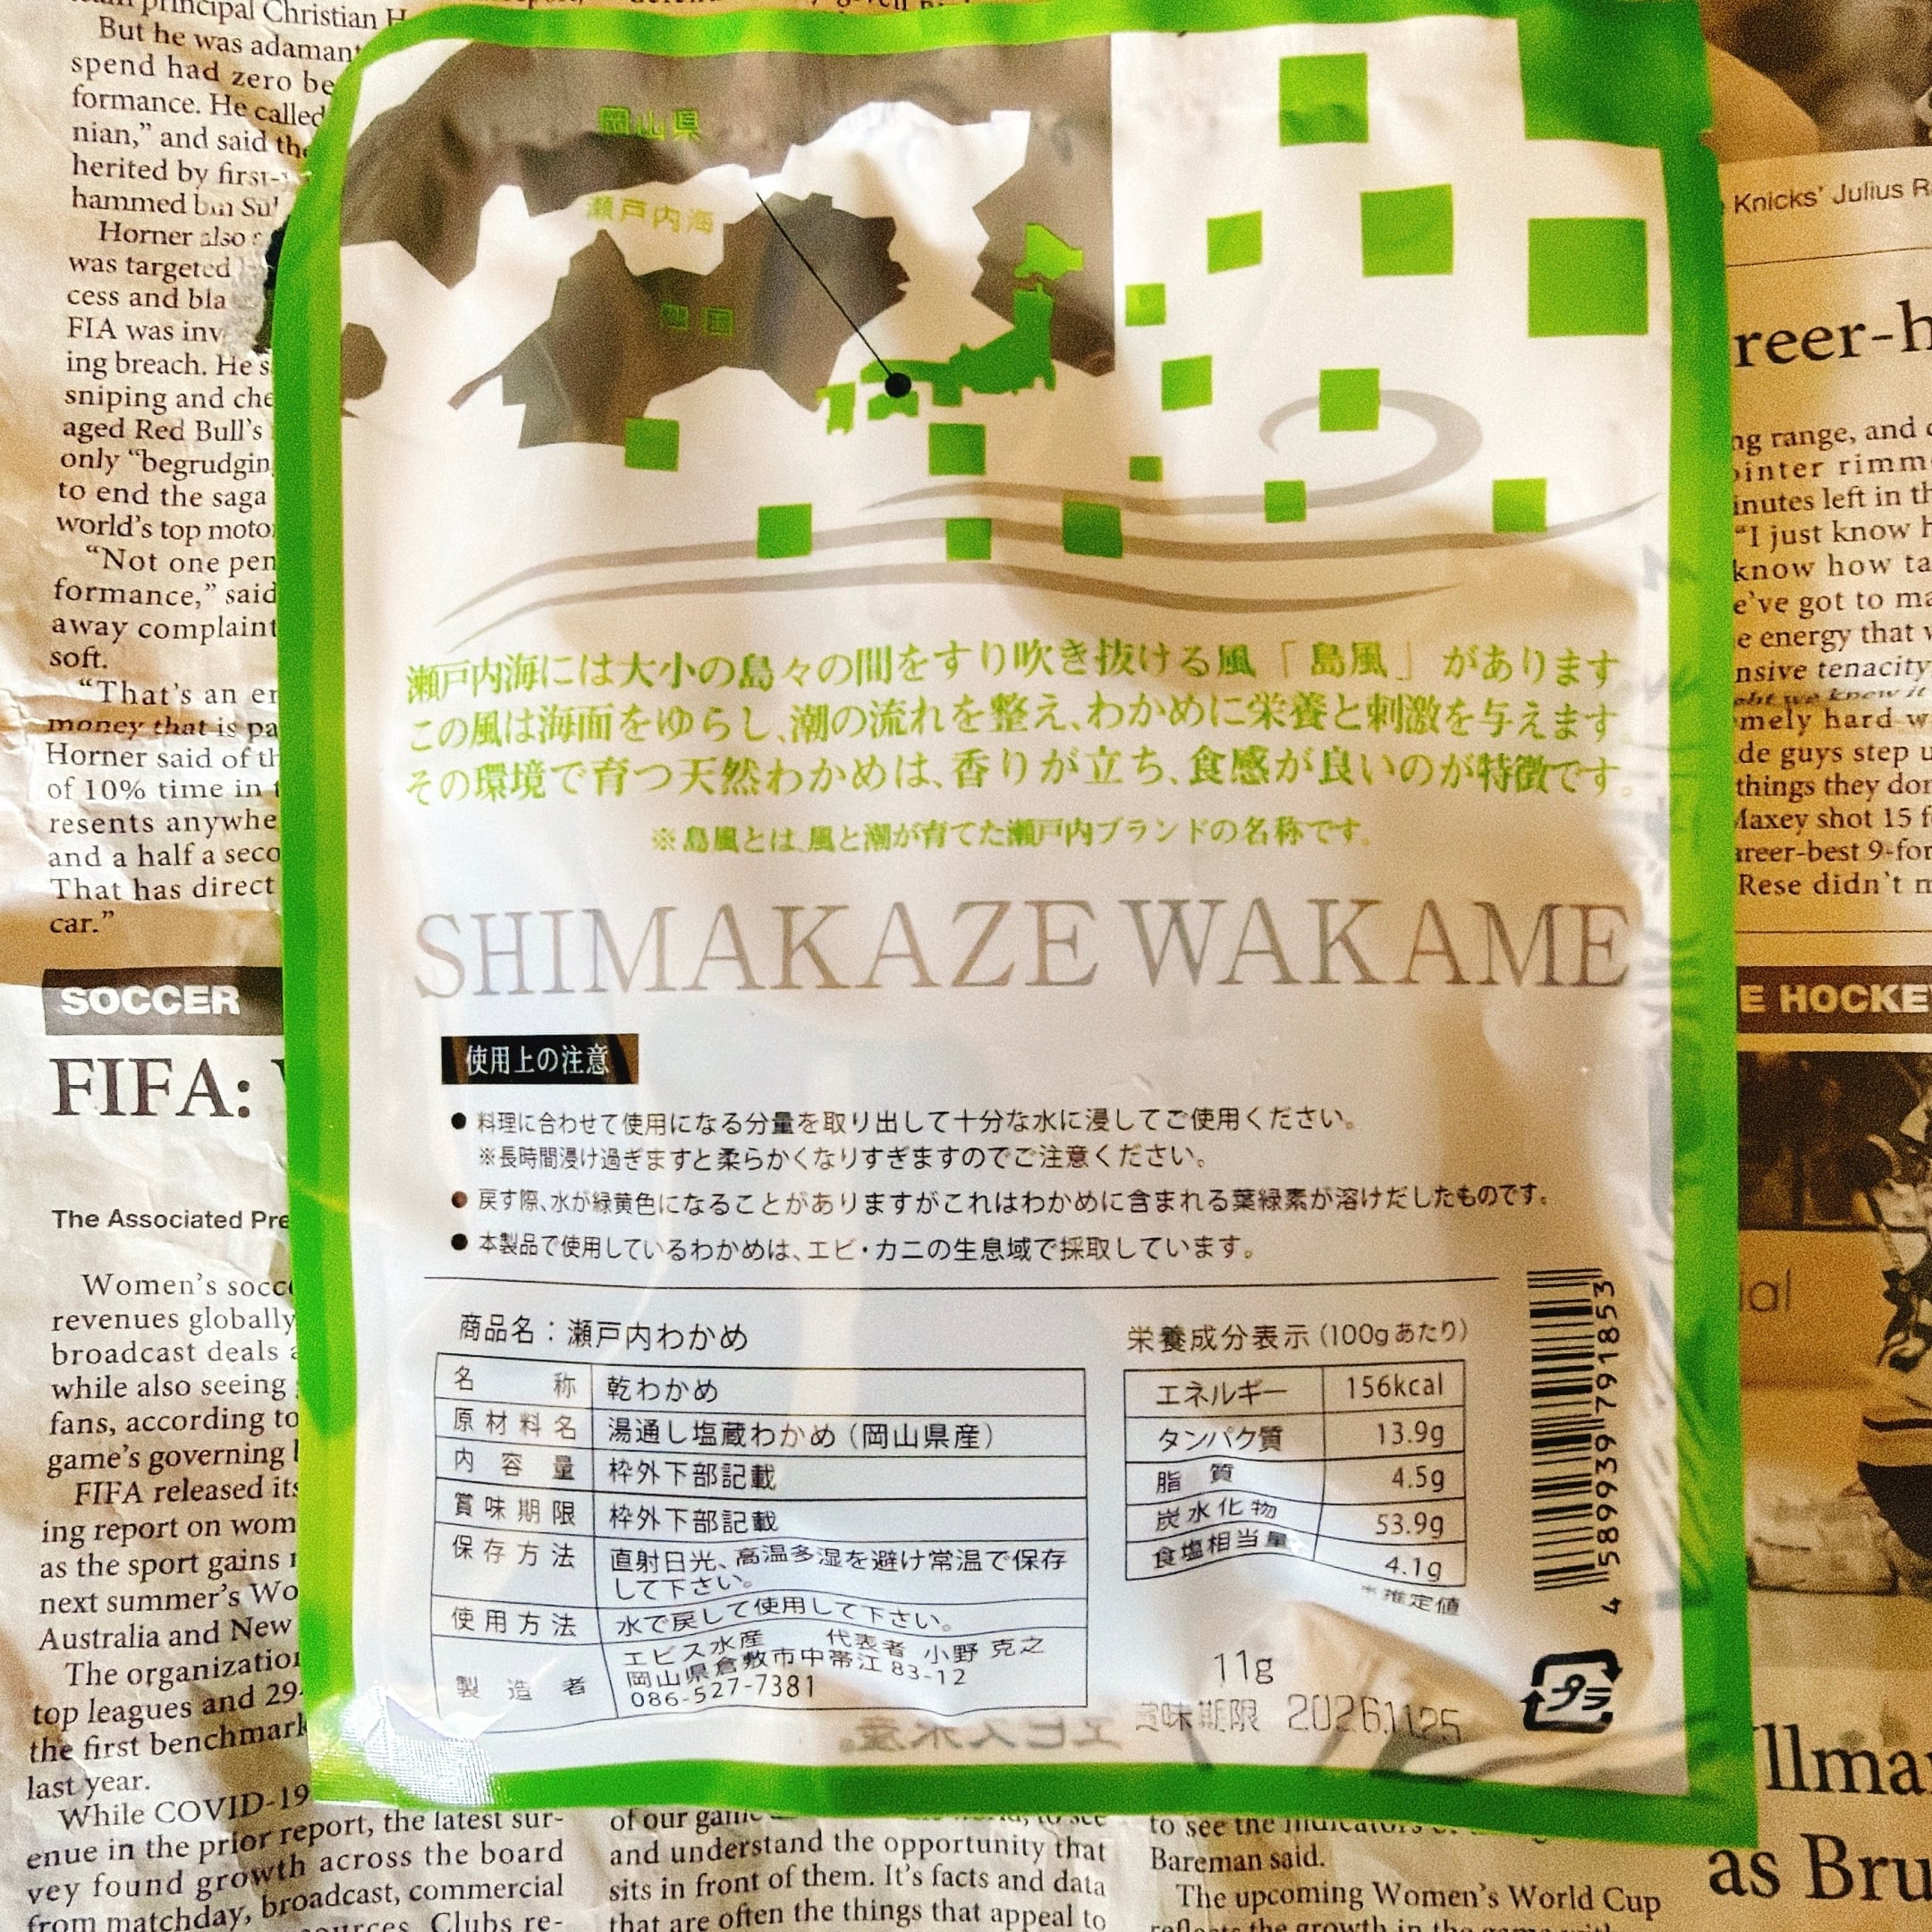 principal Christian
But he was adamant
spend had zero be
formance. He called
nian," and said the
herited by first-
hammed bin Sul
Horner also
was targeted
cess and bla
FIA was inv
ing breach. He s
sniping and che
aged Red Bull's
only "begrudgin
to end the saga
world's top moto
"Not one pen
formance," said
away complaint
soft.
"That's an er
money that is pa
Horner said of th
of 10% time in
resents anywhe
and a half a seco
That has direct
car."
SOCCER
FIFA:
The Associated Pre
Women's socc
revenues globally
broadcast deals
while also seeing
fans, according to
game's governing
FIFA released its
ing report on wom
as the sport gains
next summer's Wo
Australia and New
The organization
top leagues and 29
the first benchmark
last year.
While COVID-19
enue in the prior report, the latest sur-
vey found growth across the board
from matchday, broadcast, commercial
Clubs re-
岡山県
瀬戸内海
四国
瀬戸内海には大小の島々の間をすり吹き抜ける風「島風」があります
この風は海面をゆらし、潮の流れを整え、わかめに栄養と刺激を与えます
その環境で育つ天然わかめは、香りが立ち、食感が良いのが特徴です。
※島風とは、風と潮が育てた瀬戸内ブランドの名称です。
SHIMAKAZE WAKAME
使用上の注意
● 料理に合わせて使用になる分量を取り出して十分な水に浸してご使用ください。
※長時間浸け過ぎますと柔らかくなりすぎますのでご注意ください。
● 戻す際、水が緑黄色になることがありますがこれはわかめに含まれる葉緑素が溶けだしたものです。
● 本製品で使用しているわかめは、エビ・カニの生息域で採取しています。
商品名：瀬戸内わかめ
名称 乾わかめ
原材料名 湯通し塩蔵わかめ（岡山県産）
内容量 枠外下部記載
賞味期限 枠外下部記載
保存方法 直射日光、高温多湿を避け常温で保存
して下さい。
使用方法 水で戻して使用して下さい。
製造者 エビス水産 代表者 小野 克之
岡山県倉敷市中帯江 83-12
086-527-7381
栄養成分表示（100gあたり）
エネルギー 156kcal
タンパク質 13.9g
脂質 4.5g
炭水化物 53.9g
食塩相当量 4.1g
*推定値
4 589939 791853
11g
賞味期限 2026.11.25
プラ
エビス水産。
of our game
and understand the opportunity that
sits in front of them. It's facts and data
that are often the things that appeal to
to see the indicators
Bareman said.
The upcoming Women's World Cup
reflects the growth in the game
Knicks' Julius R
reer-h
ng range, and
ointer rimm
inutes left in th
"I just know h
know how ta
e've got to ma
e energy that w
nsive tenacity
ght we knew it
mely hard w
de guys step u
things they dor
Maxey shot 15 f
areer-best 9-for
Rese didn't m
E HOCKE
ial
llma
as Bru